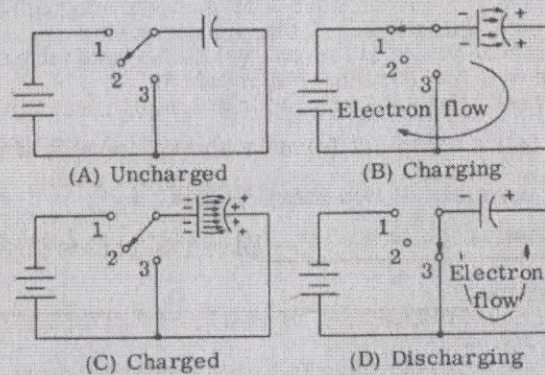 1
2
3
(A) Uncharged
- +
1
2
3
Electron flow
(B) Charging
1
2
3
(C) Charged
- +
1
2
3
Electron
flow
(D) Discharging